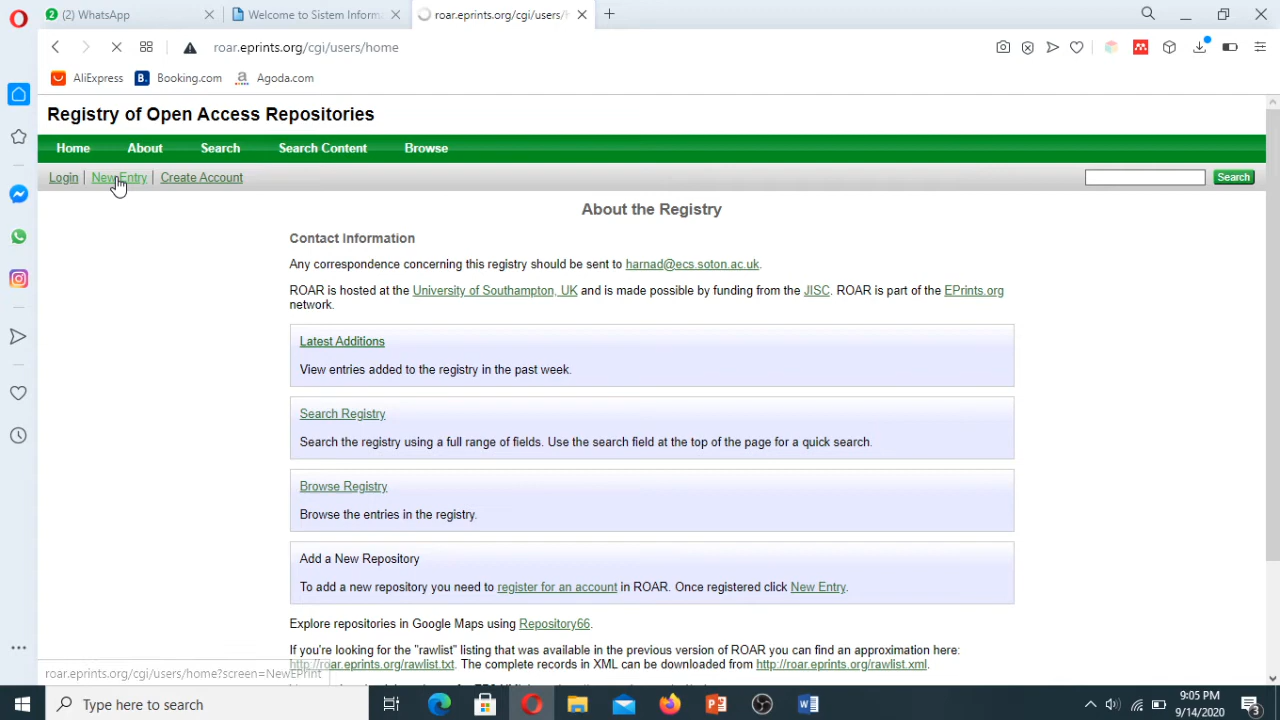 (2) WhatsApp
Welcome to Sistem Inform
roar.eprints.org/cgi/users/h
roar.eprints.org/cgi/users/home
AliExpress
Booking.com
Agoda.com
Registry of Open Access Repositories
Home About Search Search Content Browse
Login | New Entry | Create Account
Search
About the Registry
Contact Information
Any correspondence concerning this registry should be sent to harnad@ecs.soton.ac.uk.
ROAR is hosted at the University of Southampton, UK and is made possible by funding from the JISC. ROAR is part of the EPrints.org
network.
Latest Additions
View entries added to the registry in the past week.
Search Registry
Search the registry using a full range of fields. Use the search field at the top of the page for a quick search.
Browse Registry
Browse the entries in the registry.
Add a New Repository
To add a new repository you need to register for an account in ROAR. Once registered click New Entry.
Explore repositories in Google Maps using Repository66.
If you're looking for the "rawlist" listing that was available in the previous version of ROAR you can find an approximation here:
http://roar.eprints.org/rawlist.txt. The complete records in XML can be downloaded from http://roar.eprints.org/rawlist.xml.
roar.eprints.org/cgi/users/home?screen=NewEPrint
Type here to search
9:05 PM
9/14/2020
3